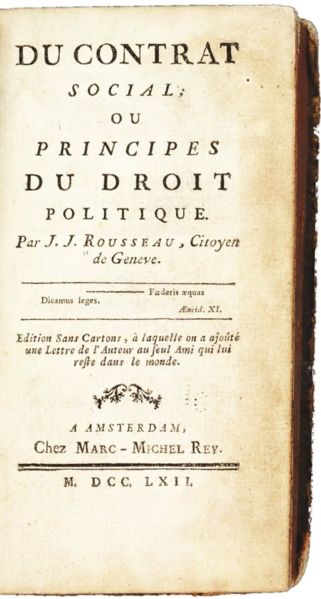 DU CONTRAT
SOCIAL;
OU
PRINCIPES
DU DROIT
POLITIQUE.
Par J. J. ROUSSEAU, Citoyen
de Geneve.
Fœderis æquas
Dicamus leges.
Æneid. XI.
Edition Sans Cartons, à laquelle on a ajoûté
une Lettre de l'Auteur au ſeul Ami qui lui
reſte dans le monde.
A AMSTERDAM,
Chez MARC-MICHEL REY.
M. DCC. LXII.